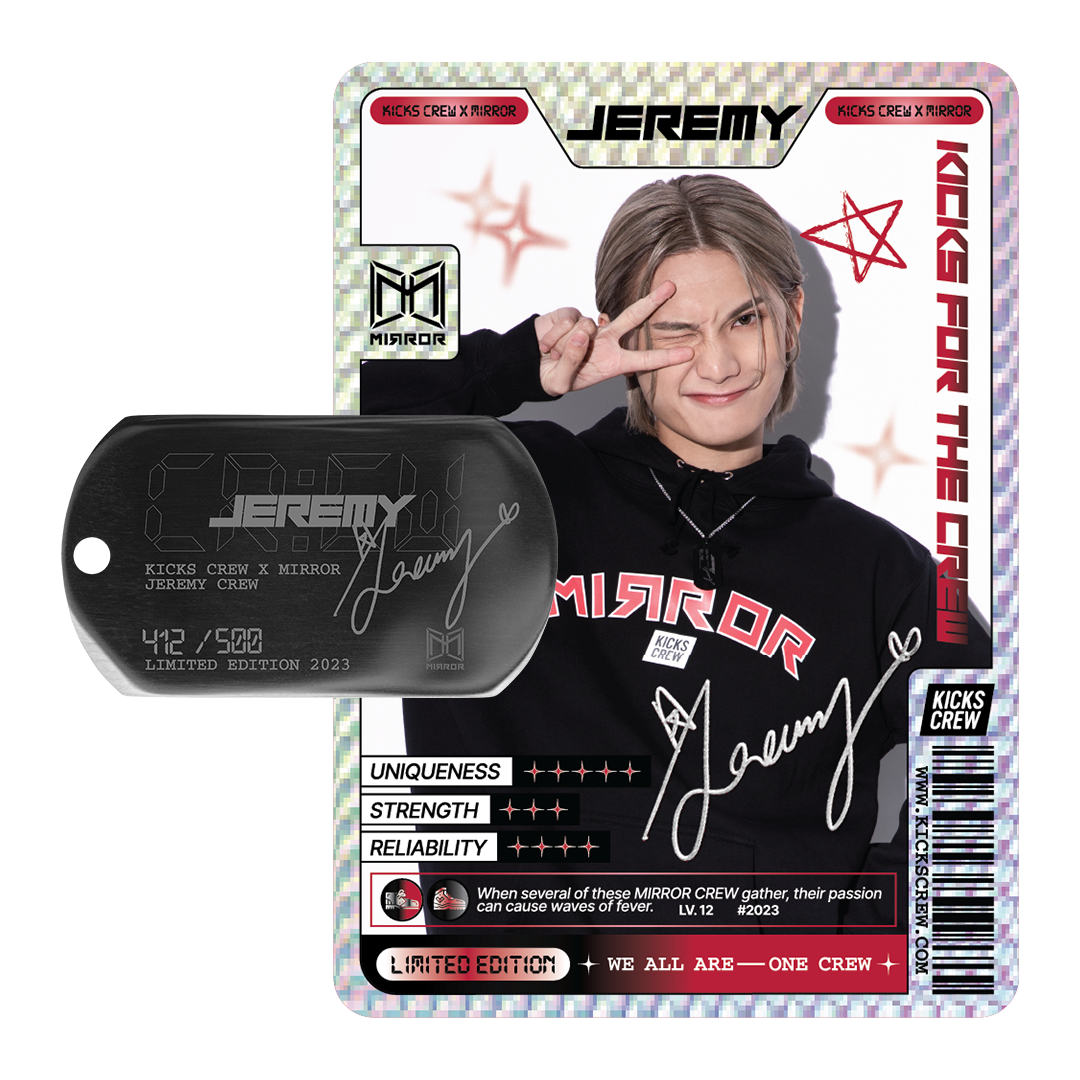 KICKS CREW X MIRROR
JEREMY
KICKS CREW X MIRROR
KICKS FOR THE CREW
MIRROR
CR:EW
JEREMY
Jeremy
KICKS CREW X MIRROR
JEREMY CREW
412 /500
LIMITED EDITION 2023
MIRROR
MIRROR
KICKS
CREW
Jeremy
KICKS
CREW
WWW.KICKSCREW.COM
UNIQUENESS
STRENGTH
RELIABILITY
When several of these MIRROR CREW gather, their passion
can cause waves of fever. LV. 12 #2023
LIMITED EDITION
WE ALL ARE — ONE CREW